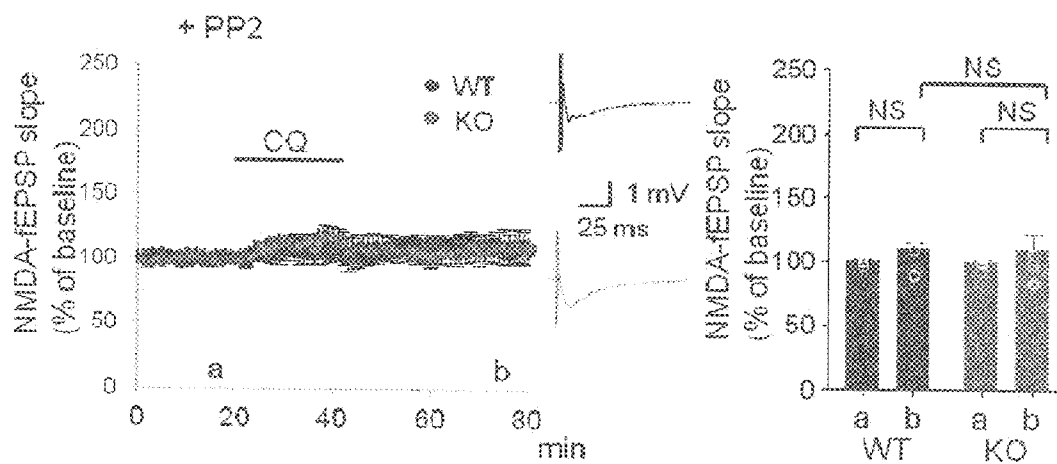 + PP2
NMDA-fEPSP slope
(% of baseline)
250
200
150
100
50
0
WT
KO
CQ
a
b
0
20
40
60
80
min
1 mV
25 ms
NMDA-fEPSP slope
(% of baseline)
250
200
150
100
50
0
NS
NS
NS
a
b
a
b
WT
KO